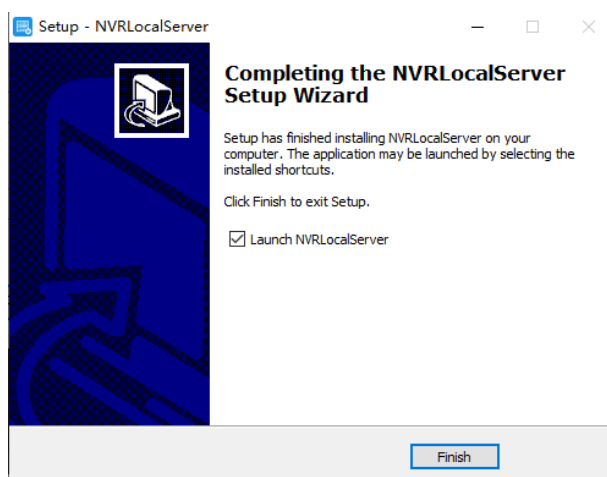 Setup - NVRLocalServer
Completing the NVRLocalServer
Setup Wizard
Setup has finished installing NVRLocalServer on your
computer. The application may be launched by selecting the
installed shortcuts.
Click Finish to exit Setup.
Launch NVRLocalServer
Finish